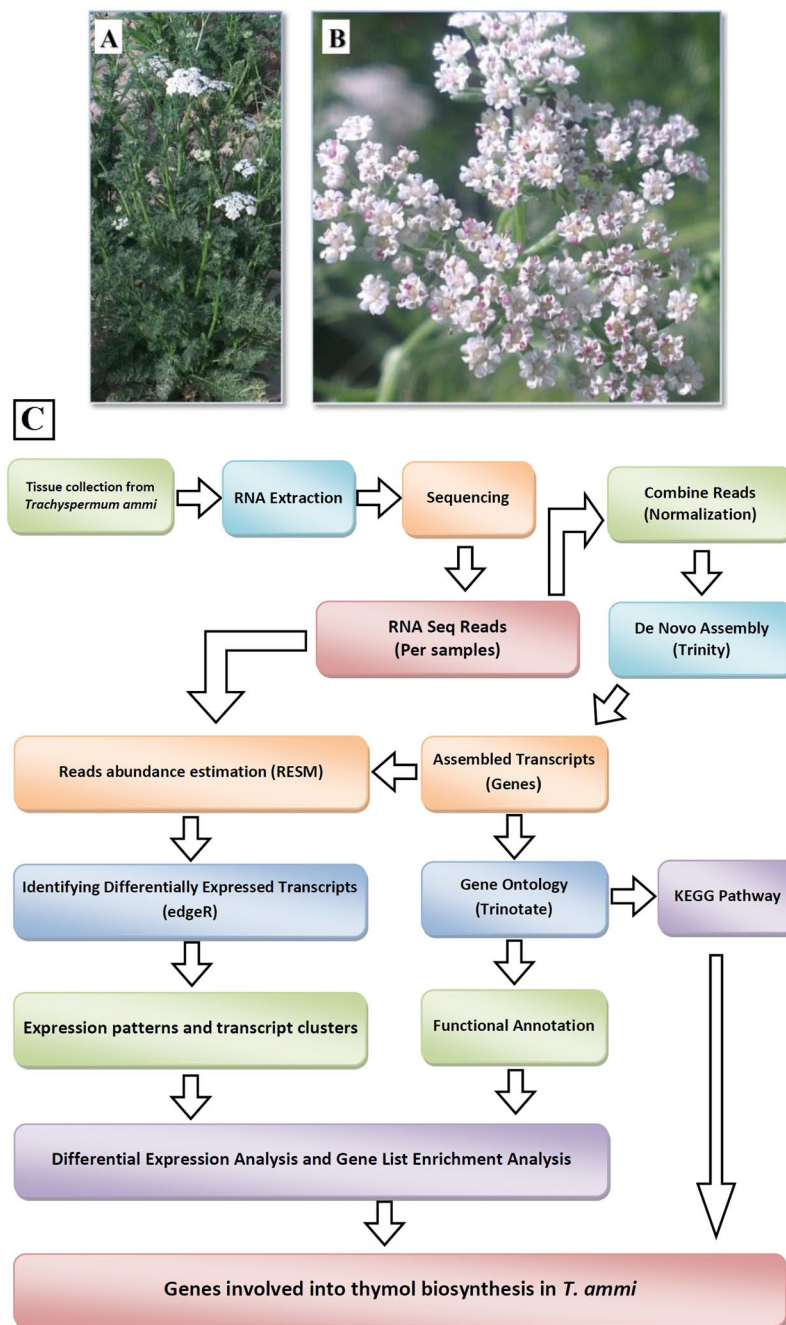 A
B
C
Tissue collection from
Trachyspermum ammi
RNA Extraction
Sequencing
Combine Reads
(Normalization)
RNA Seq Reads
(Per samples)
De Novo Assembly
(Trinity)
Reads abundance estimation (RESM)
Assembled Transcripts
(Genes)
Identifying Differentially Expressed Transcripts
(edgeR)
Gene Ontology
(Trinotate)
KEGG Pathway
Expression patterns and transcript clusters
Functional Annotation
Differential Expression Analysis and Gene List Enrichment Analysis
Genes involved into thymol biosynthesis in T. ammi